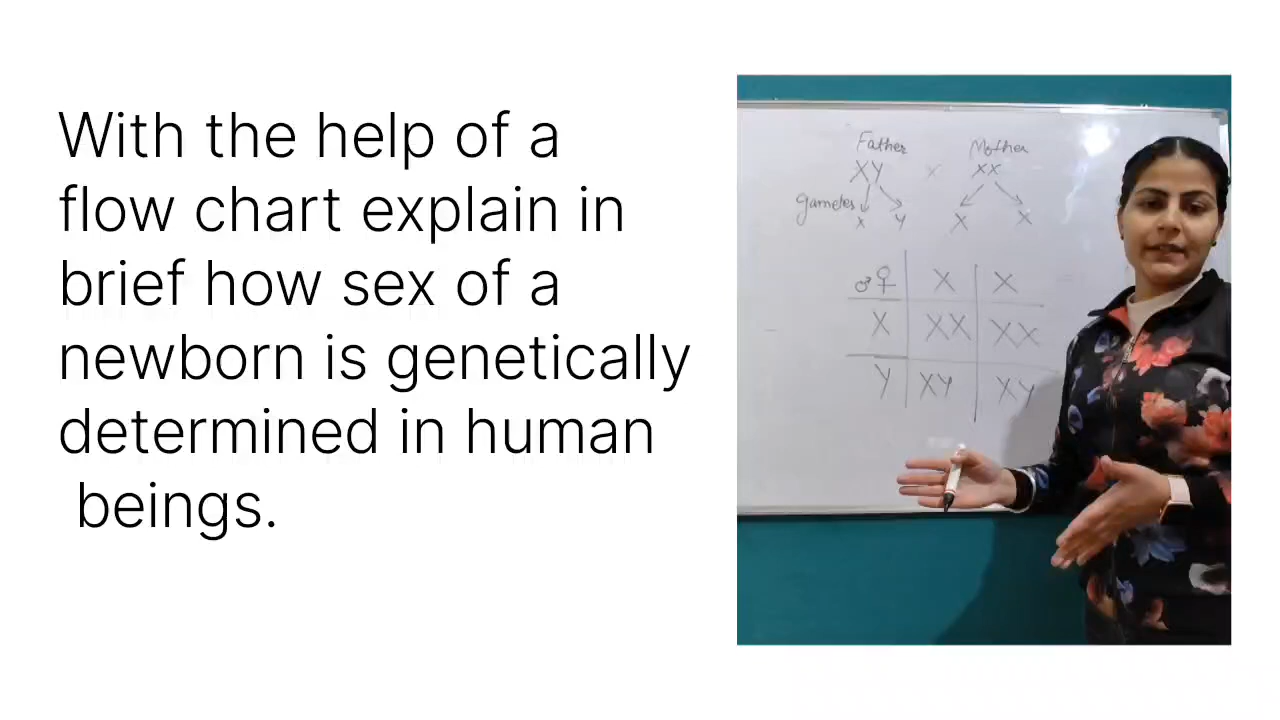 With the help of a
flow chart explain in
brief how sex of a
newborn is genetically
determined in human
beings.
Father Mother
XY x XX
Gametes X Y X X
♂ ♀ X X
X XX XX
Y XY XY